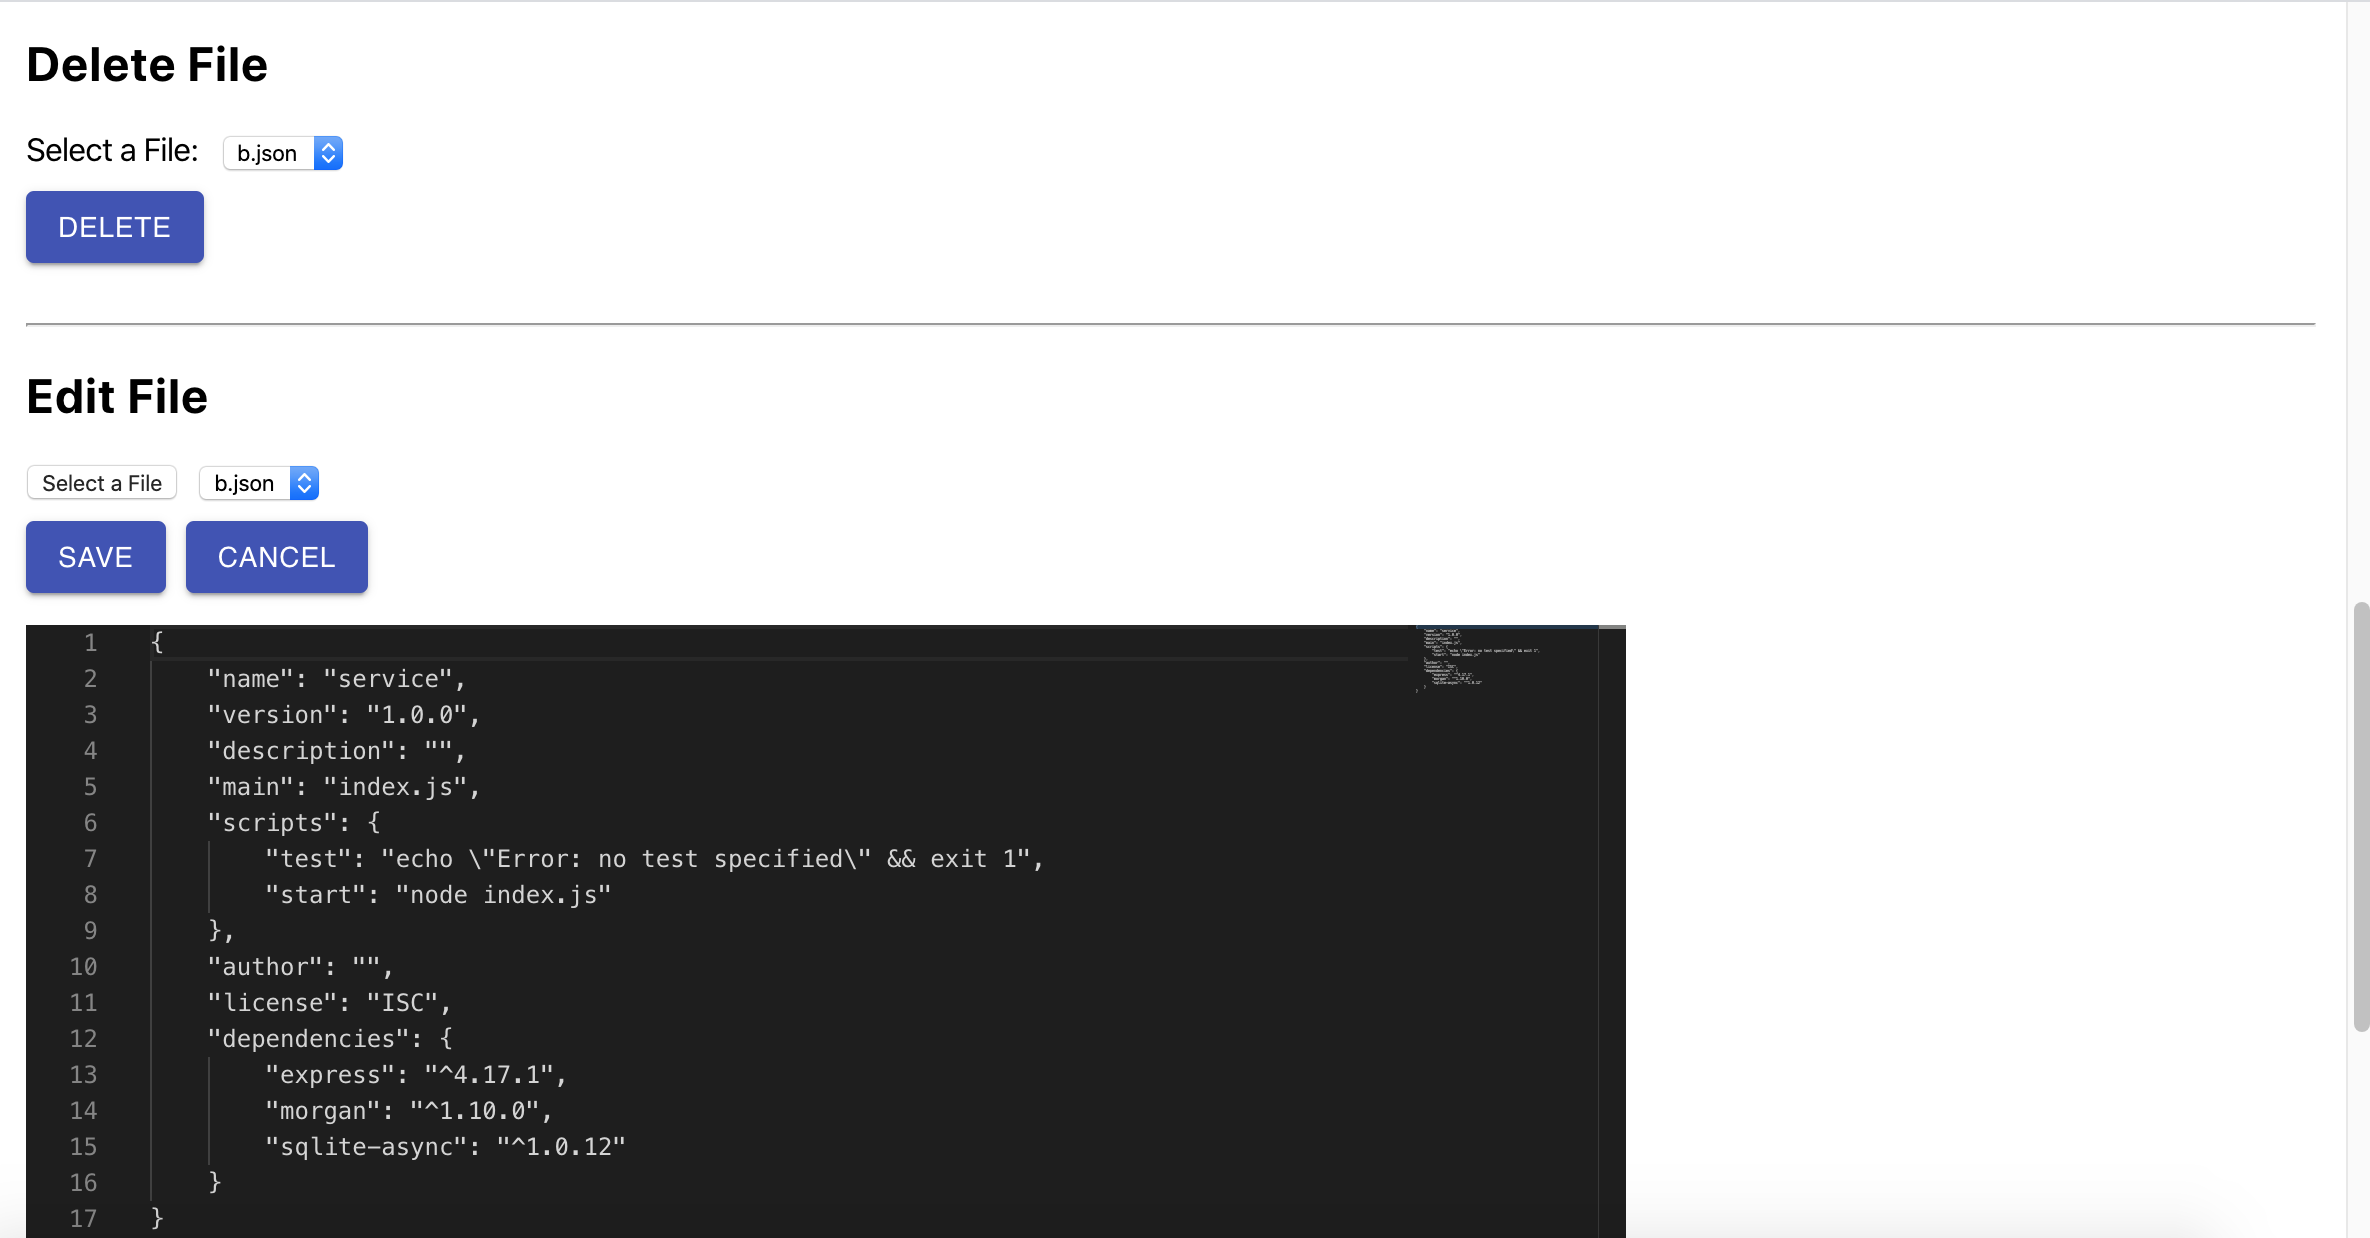 Delete File
Select a File: b.json
DELETE
Edit File
Select a File b.json
SAVE CANCEL
1 {
2 "name": "service",
3 "version": "1.0.0",
4 "description": "",
5 "main": "index.js",
6 "scripts": {
7 "test": "echo \"Error: no test specified\" && exit 1",
8 "start": "node index.js"
9 },
10 "author": "",
11 "license": "ISC",
12 "dependencies": {
13 "express": "^4.17.1",
14 "morgan": "^1.10.0",
15 "sqlite-async": "^1.0.12"
16 }
17 }